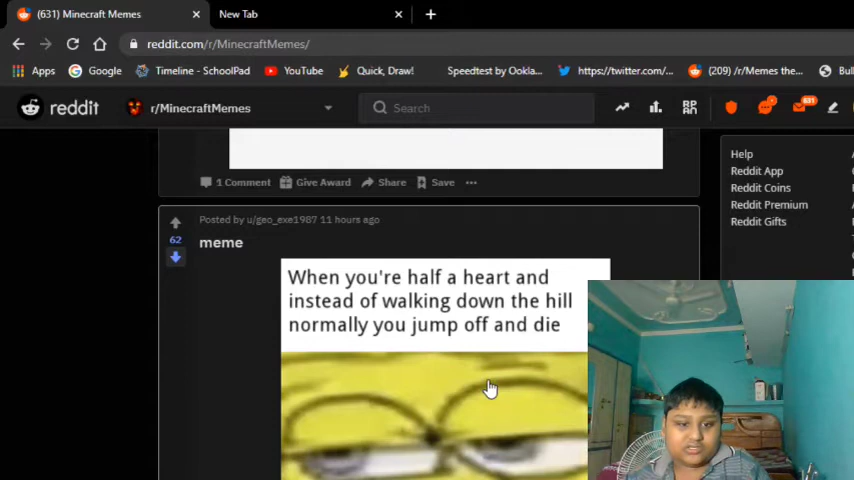 (631) Minecraft Memes
New Tab
reddit.com/r/MinecraftMemes/
Apps Google Timeline - SchoolPad YouTube Quick, Draw! Speedtest by Ookla... https://twitter.com/... (209) /r/Memes the... Bull
reddit r/MinecraftMemes Search 631
1 Comment Give Award Share Save
Help
Reddit App
Reddit Coins
Reddit Premium
Reddit Gifts
Posted by u/geo_exe1987 11 hours ago
62
meme
When you're half a heart and
instead of walking down the hill
normally you jump off and die